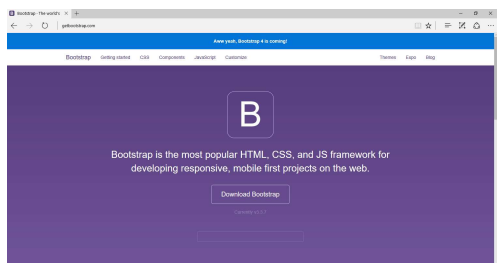 Bootstrap · The world's
getbootstrap.com
Aww yeah, Bootstrap 4 is coming!
Bootstrap Getting started CSS Components JavaScript Customize Themes Expo Blog
B
Bootstrap is the most popular HTML, CSS, and JS framework for
developing responsive, mobile first projects on the web.
Download Bootstrap